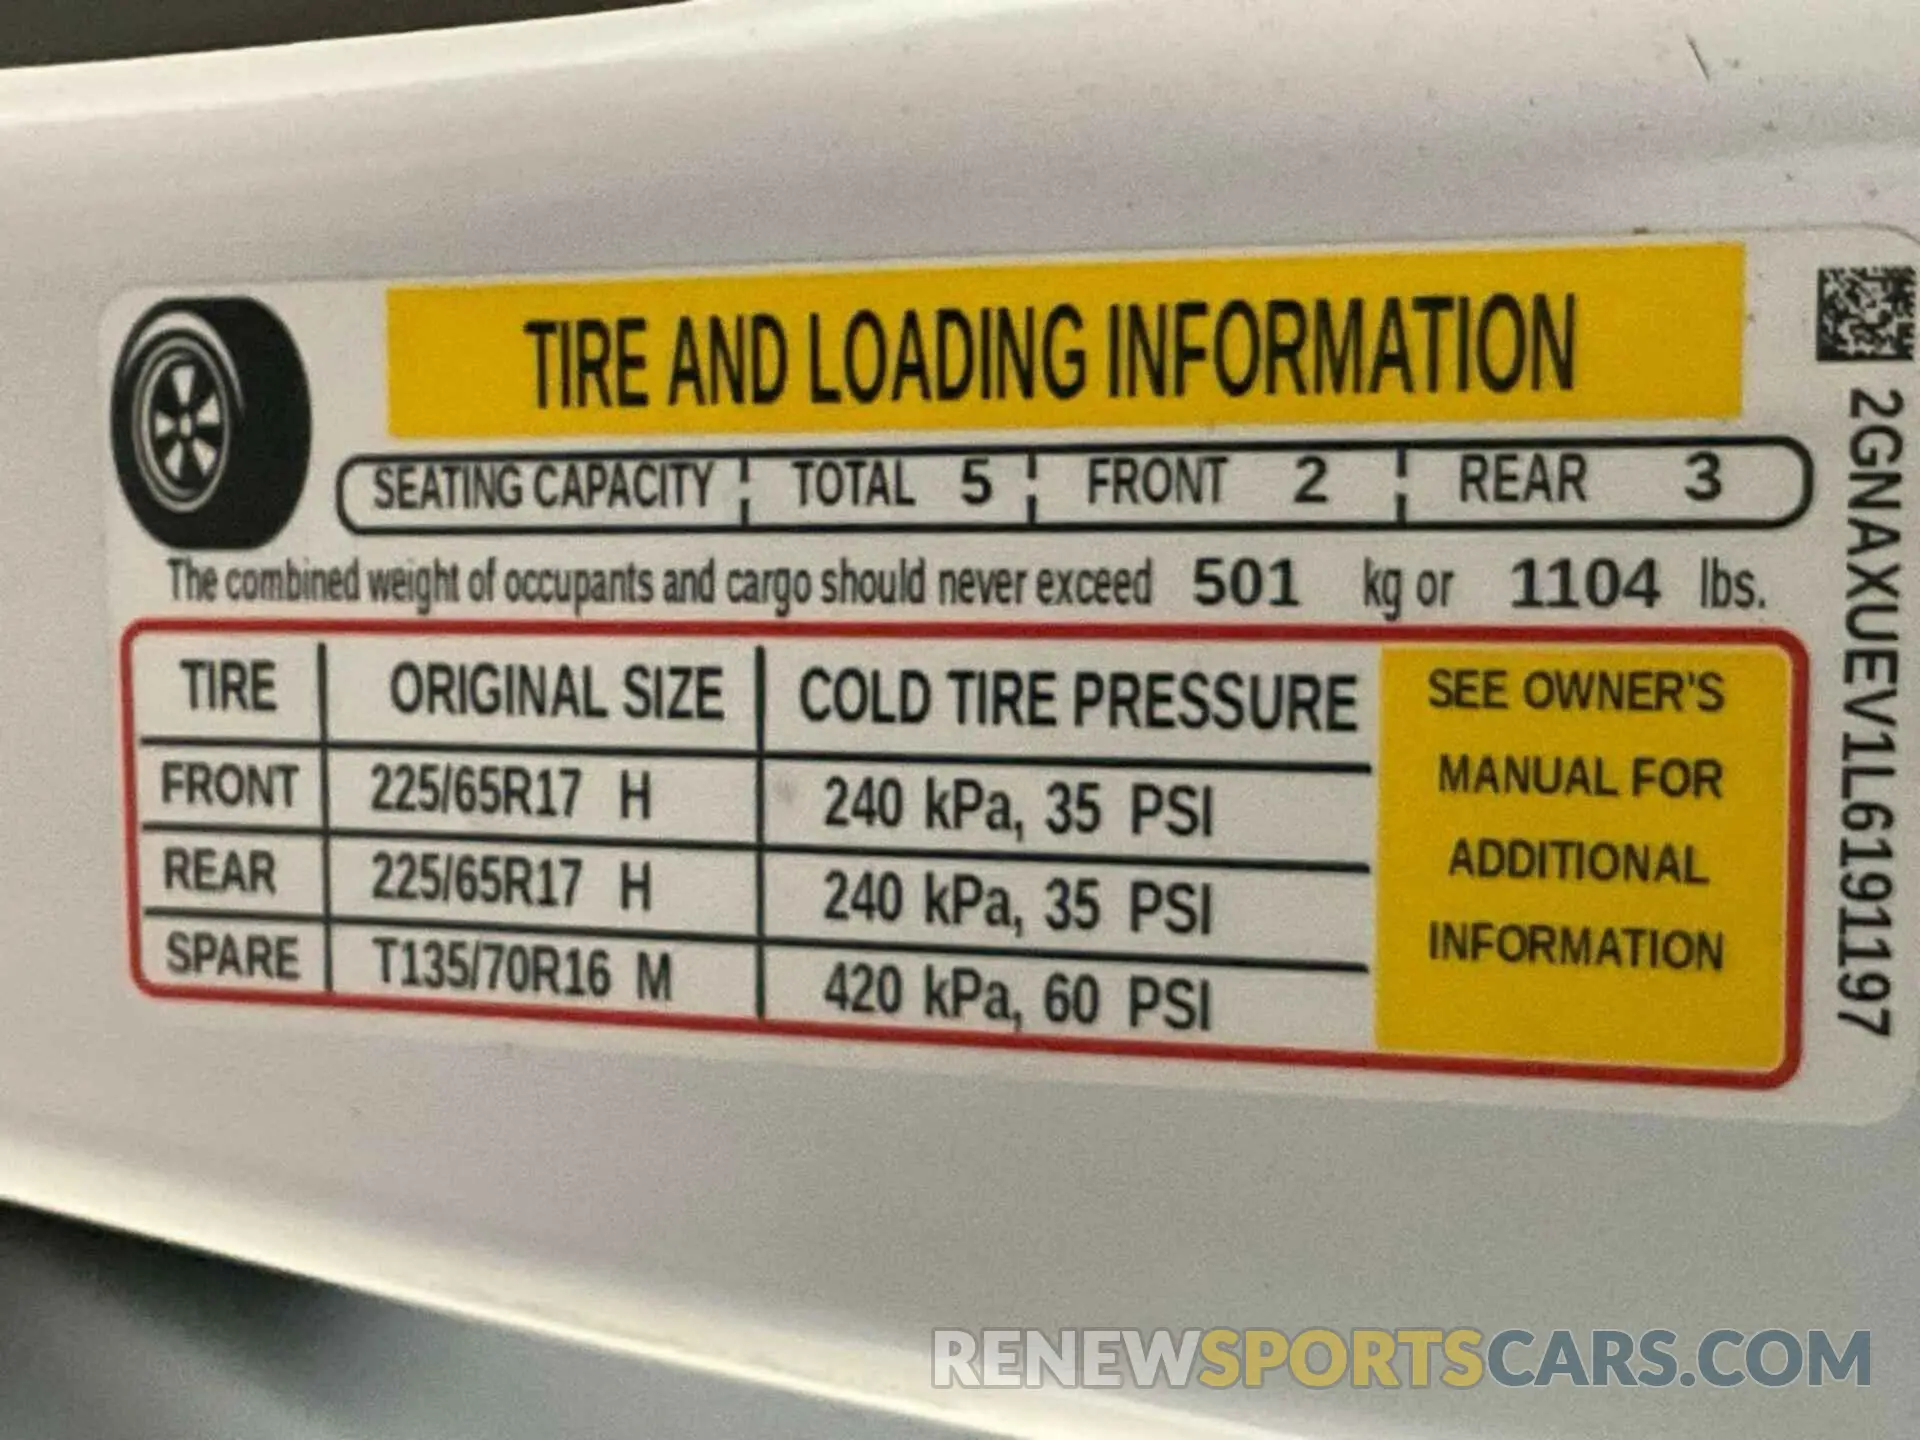 TIRE AND LOADING INFORMATION
SEATING CAPACITY TOTAL 5 FRONT 2 REAR 3
The combined weight of occupants and cargo should never exceed 501 kg or 1104 lbs.
TIRE ORIGINAL SIZE COLD TIRE PRESSURE
FRONT 225/65R17 H 240 kPa, 35 PSI
REAR 225/65R17 H 240 kPa, 35 PSI
SPARE T135/70R16 M 420 kPa, 60 PSI
SEE OWNER'S
MANUAL FOR
ADDITIONAL
INFORMATION
2GNAXUEV1L6191197
RENEWSPORTSCARS.COM